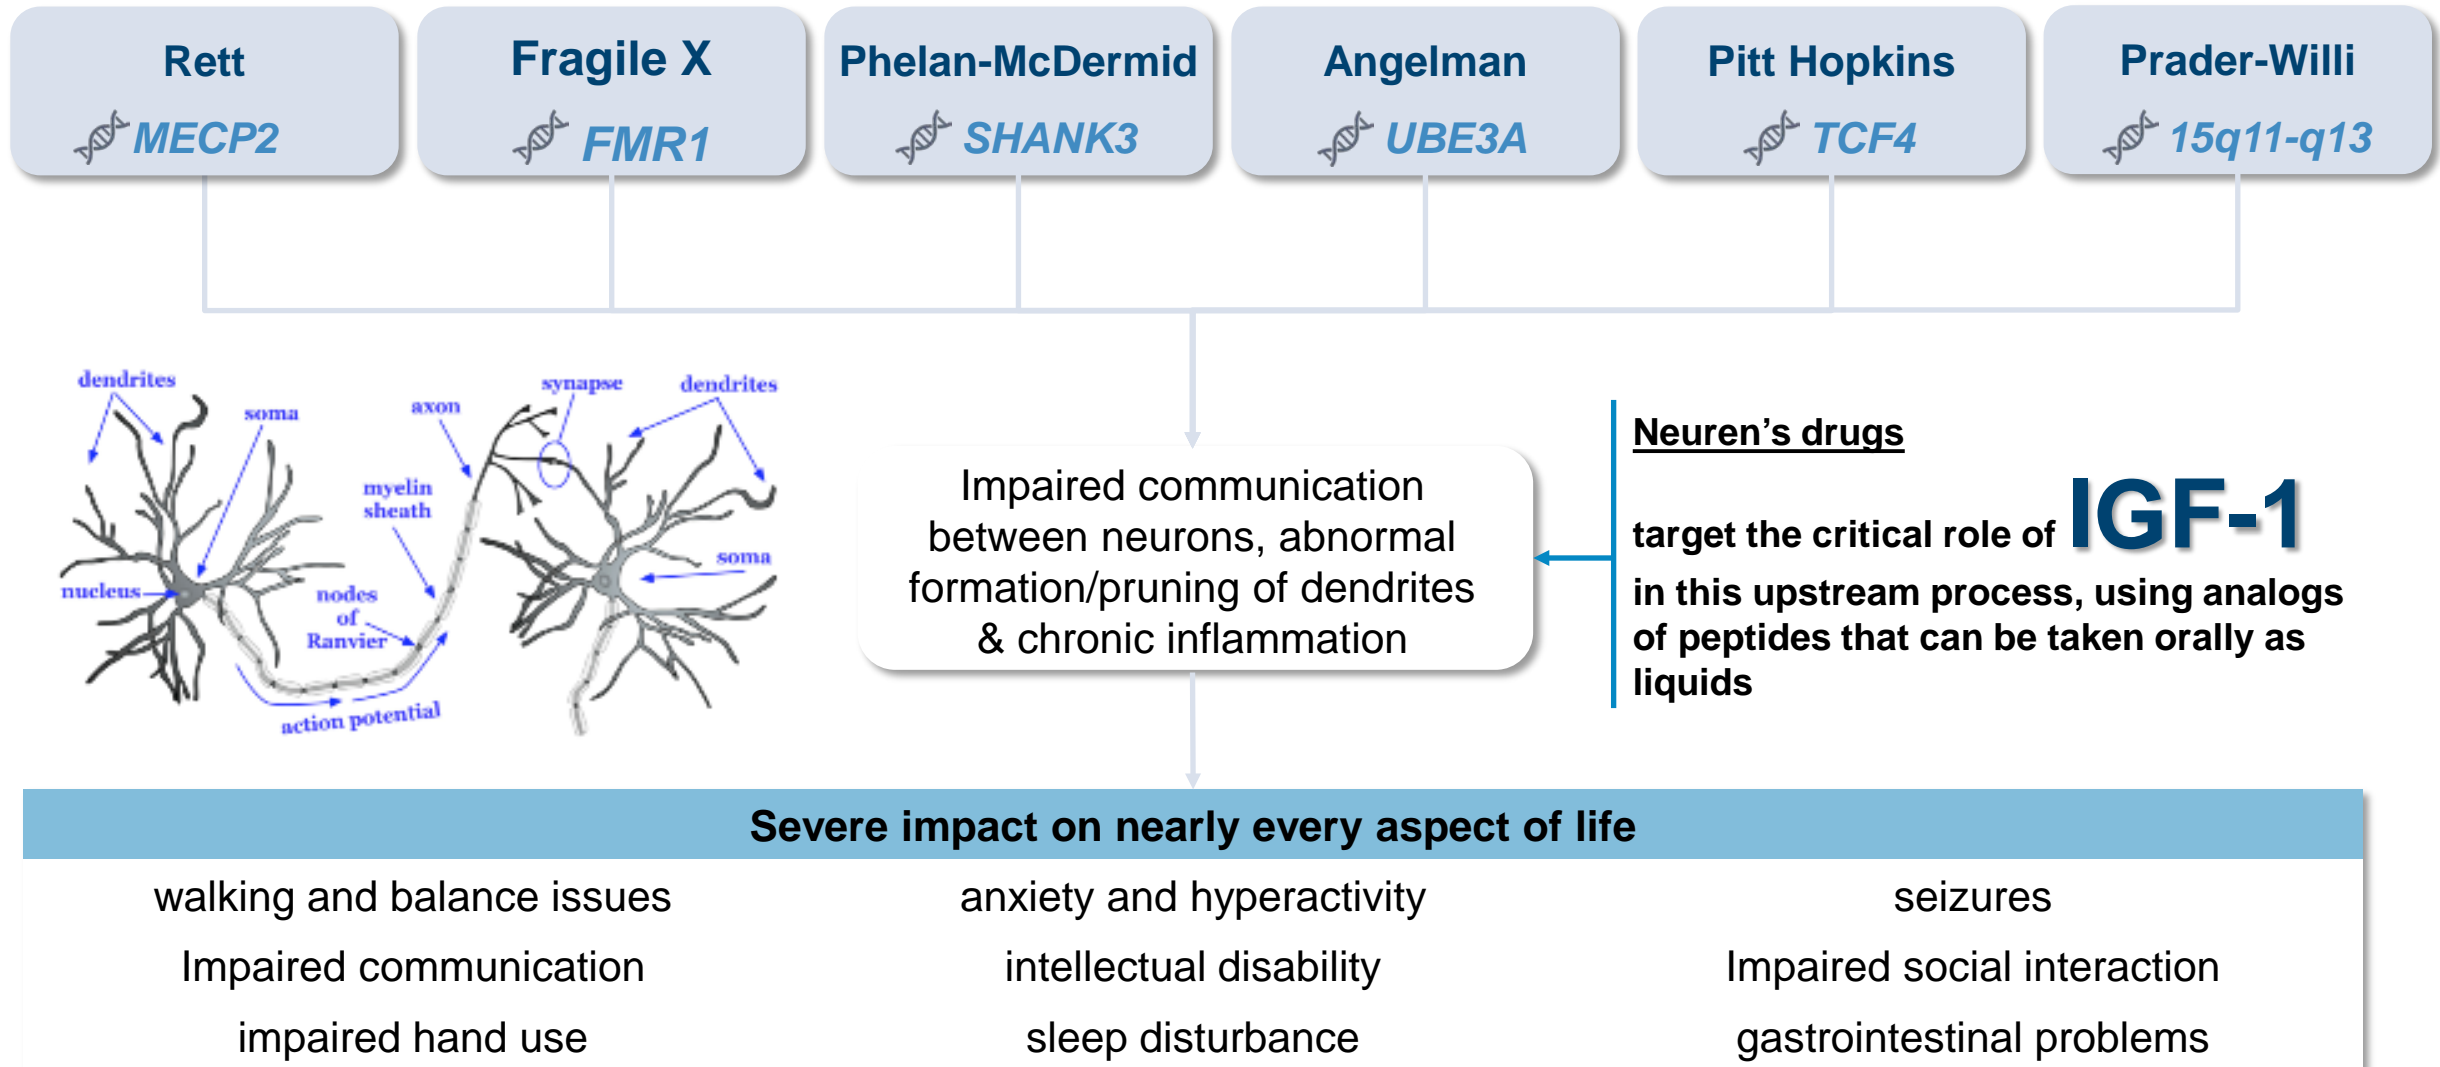 Rett
MECP2
Fragile X
FMR1
Phelan-McDermid
SHANK3
Angelman
UBE3A
Pitt Hopkins
TCF4
Prader-Willi
15q11-q13
dendrites
soma
axon
synapse
dendrites
myelin
sheath
soma
nucleus
nodes
of
Ranvier
action potential
Impaired communication
between neurons, abnormal
formation/pruning of dendrites
& chronic inflammation
Neuren’s drugs
target the critical role of IGF-1
in this upstream process, using analogs
of peptides that can be taken orally as
liquids
Severe impact on nearly every aspect of life
walking and balance issues
anxiety and hyperactivity
seizures
Impaired communication
intellectual disability
Impaired social interaction
impaired hand use
sleep disturbance
gastrointestinal problems